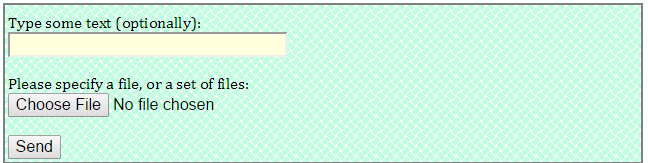 Type some text (optionally):
Please specify a file, or a set of files:
Choose File No file chosen
Send